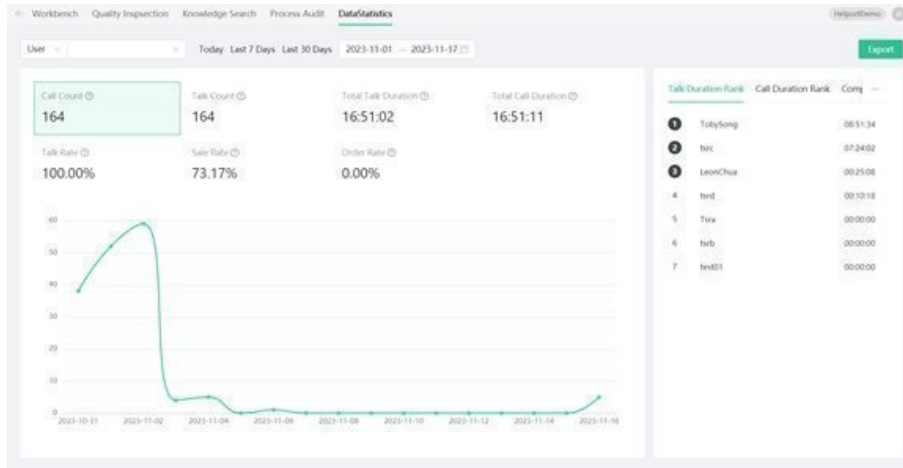 Workbench Quality Inspsection Knowledge Search Process Audit DataStatistics HelportDemo
User Today Last 7 Days Last 30 Days 2023-11-01 — 2023-11-17 Export
Call Count Talk Count Total Talk Duration Total Call Duration
164 164 16:51:02 16:51:11
Talk Rate Sale Rate Order Rate
100.00% 73.17% 0.00%
60
50
40
30
20
10
0
2023-10-31 2023-11-02 2023-11-04 2023-11-06 2023-11-08 2023-11-10 2023-11-12 2023-11-14 2023-11-16
Talk Duration Rank Call Duration Rank Comp
1 TobySong 08:51:34
2 tsrc 07:24:02
3 LeonChua 00:25:08
4 tsrd 00:10:18
5 Tsra 00:00:00
6 tsrb 00:00:00
7 00:00:00